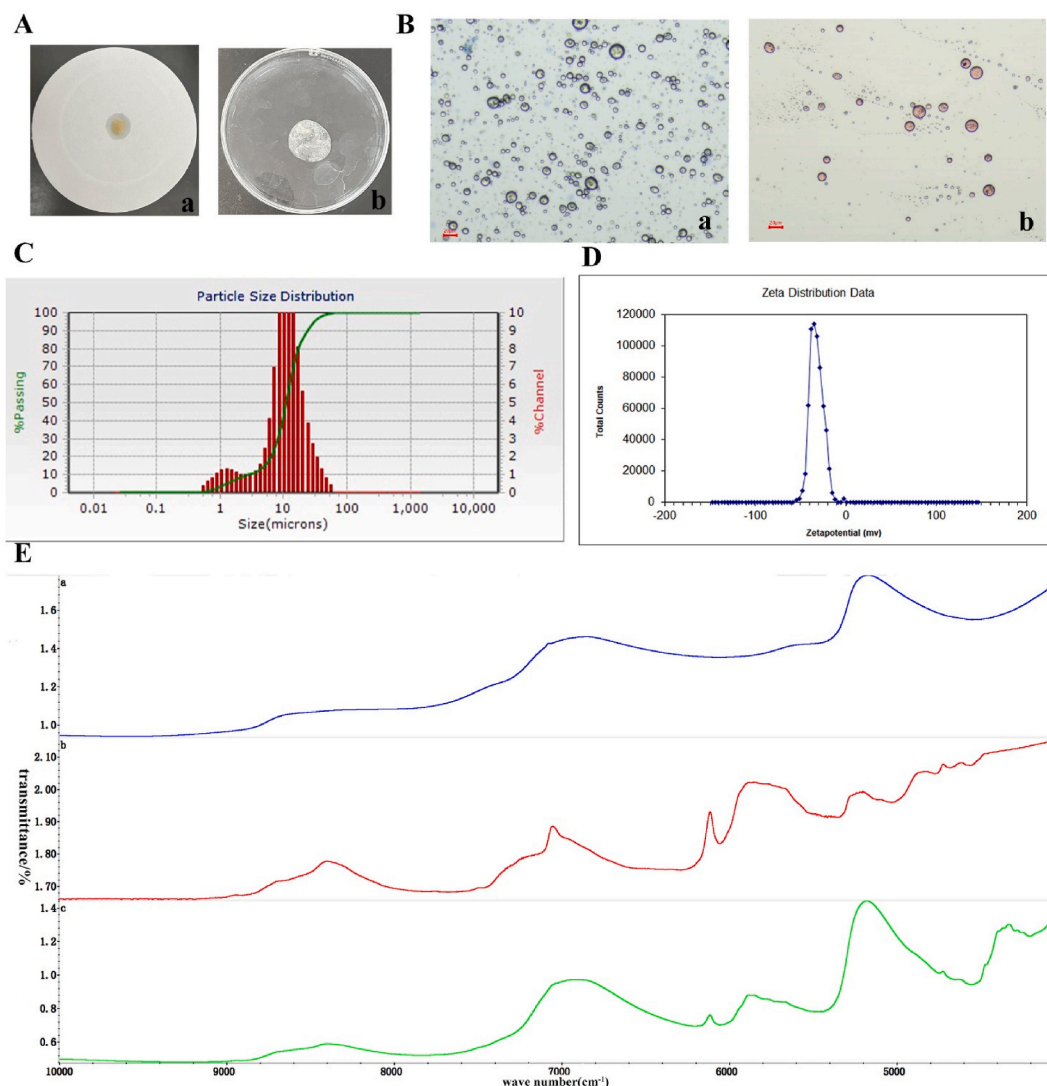 A
a
b
B
a
b
C
Particle Size Distribution
100
90
80
70
60
50
40
30
20
10
0
%Passing
10
9
8
7
6
5
4
3
2
1
0
%Channel
0.01
0.1
1
10
100
1,000
10,000
Size(microns)
D
Zeta Distribution Data
120000
100000
80000
60000
40000
20000
0
Total Counts
-200
-100
0
100
200
Zetapotential (mv)
E
a
1.6
1.4
1.2
1.0
b
2.10
2.00
1.80
1.70
c
1.4
1.2
1.0
0.8
0.6
transmittance/%
10000
9000
8000
7000
6000
5000
wave number(cm⁻¹)